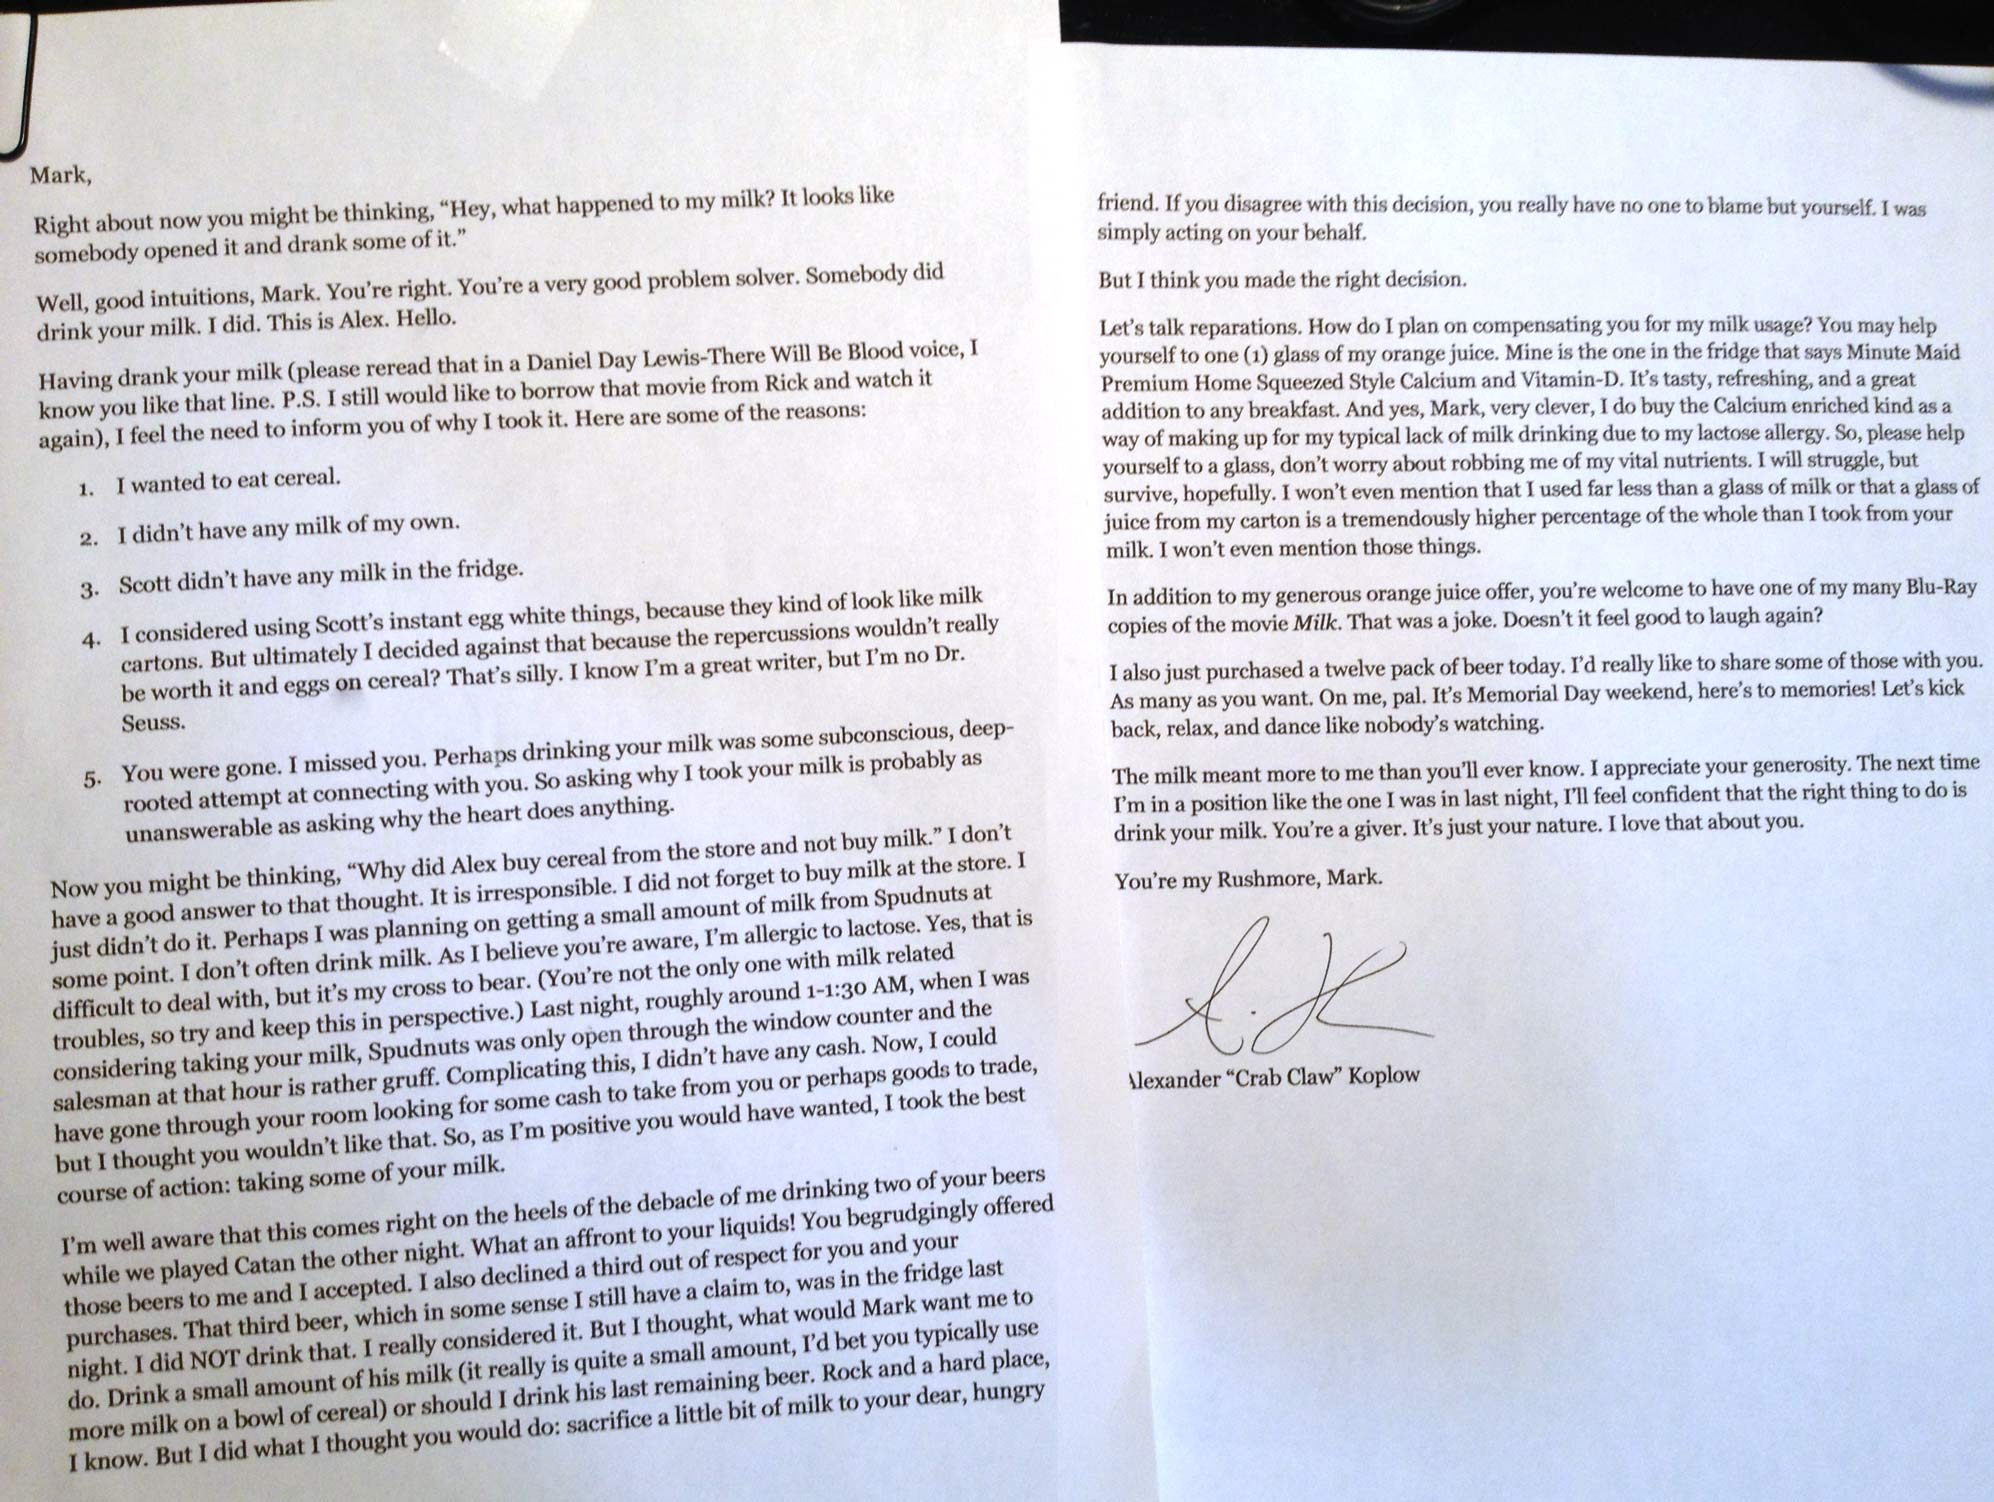 Mark,
Right about now you might be thinking, “Hey, what happened to my milk? It looks like
somebody opened it and drank some of it.”
Well, good intuitions, Mark. You’re right. You’re a very good problem solver. Somebody did
drink your milk. I did. This is Alex. Hello.
Having drank your milk (please reread that in a Daniel Day Lewis-There Will Be Blood voice, I
know you like that line. P.S. I still would like to borrow that movie from Rick and watch it
again), I feel the need to inform you of why I took it. Here are some of the reasons:
1. I wanted to eat cereal.
2. I didn’t have any milk of my own.
3. Scott didn’t have any milk in the fridge.
4. I considered using Scott’s instant egg white things, because they kind of look like milk
cartons. But ultimately I decided against that because the repercussions wouldn’t really
be worth it and eggs on cereal? That’s silly. I know I’m a great writer, but I’m no Dr.
Seuss.
5. You were gone. I missed you. Perhaps drinking your milk was some subconscious, deep-
rooted attempt at connecting with you. So asking why I took your milk is probably as
unanswerable as asking why the heart does anything.
Now you might be thinking, “Why did Alex buy cereal from the store and not buy milk.” I don’t
have a good answer to that thought. It is irresponsible. I did not forget to buy milk at the store. I
just didn’t do it. Perhaps I was planning on getting a small amount of milk from Spudnuts at
some point. I don’t often drink milk. As I believe you’re aware, I’m allergic to lactose. Yes, that is
difficult to deal with, but it’s my cross to bear. (You’re not the only one with milk related
troubles, so try and keep this in perspective.) Last night, roughly around 1-1:30 AM, when I was
considering taking your milk, Spudnuts was only open through the window counter and the
salesman at that hour is rather gruff. Complicating this, I didn’t have any cash. Now, I could
have gone through your room looking for some cash to take from you or perhaps goods to trade,
but I thought you wouldn’t like that. So, as I’m positive you would have wanted, I took the best
course of action: taking some of your milk.
I’m well aware that this comes right on the heels of the debacle of me drinking two of your beers
while we played Catan the other night. What an affront to your liquids! You begrudgingly offered
those beers to me and I accepted. I also declined a third out of respect for you and your
purchases. That third beer, which in some sense I still have a claim to, was in the fridge last
night. I did NOT drink that. I really considered it. But I thought, what would Mark want me to
do. Drink a small amount of his milk (it really is quite a small amount, I’d bet you typically use
more milk on a bowl of cereal) or should I drink his last remaining beer. Rock and a hard place,
I know. But I did what I thought you would do: sacrifice a little bit of milk to your dear, hungry
friend. If you disagree with this decision, you really have no one to blame but yourself. I was
simply acting on your behalf.
But I think you made the right decision.
Let’s talk reparations. How do I plan on compensating you for my milk usage? You may help
yourself to one (1) glass of my orange juice. Mine is the one in the fridge that says Minute Maid
Premium Home Squeezed Style Calcium and Vitamin-D. It’s tasty, refreshing, and a great
addition to any breakfast. And yes, Mark, very clever, I do buy the Calcium enriched kind as a
way of making up for my typical lack of milk drinking due to my lactose allergy. So, please help
yourself to a glass, don’t worry about robbing me of my vital nutrients. I will struggle, but
survive, hopefully. I won’t even mention that I used far less than a glass of milk or that a glass of
juice from my carton is a tremendously higher percentage of the whole than I took from your
milk. I won’t even mention those things.
In addition to my generous orange juice offer, you’re welcome to have one of my many Blu-Ray
copies of the movie Milk. That was a joke. Doesn’t it feel good to laugh again?
I also just purchased a twelve pack of beer today. I’d really like to share some of those with you.
As many as you want. On me, pal. It’s Memorial Day weekend, here’s to memories! Let’s kick
back, relax, and dance like nobody’s watching.
The milk meant more to me than you’ll ever know. I appreciate your generosity. The next time
I’m in a position like the one I was in last night, I’ll feel confident that the right thing to do is
drink your milk. You’re a giver. It’s just your nature. I love that about you.
You’re my Rushmore, Mark.
A. K
Alexander “Crab Claw” Koplow